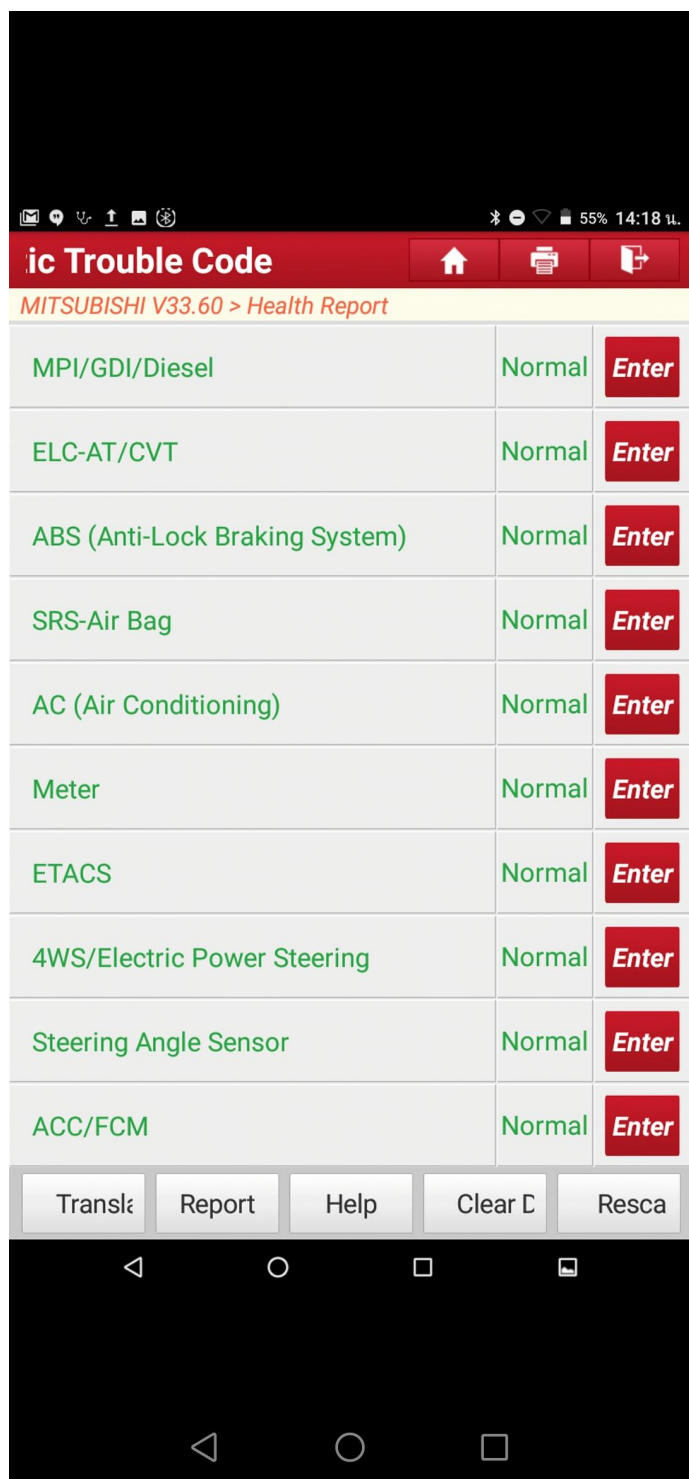 55% 14:18 น.
ic Trouble Code
MITSUBISHI V33.60 > Health Report
MPI/GDI/Diesel Normal Enter
ELC-AT/CVT Normal Enter
ABS (Anti-Lock Braking System) Normal Enter
SRS-Air Bag Normal Enter
AC (Air Conditioning) Normal Enter
Meter Normal Enter
ETACS Normal Enter
4WS/Electric Power Steering Normal Enter
Steering Angle Sensor Normal Enter
ACC/FCM Normal Enter
Transla Report Help Clear D Resca